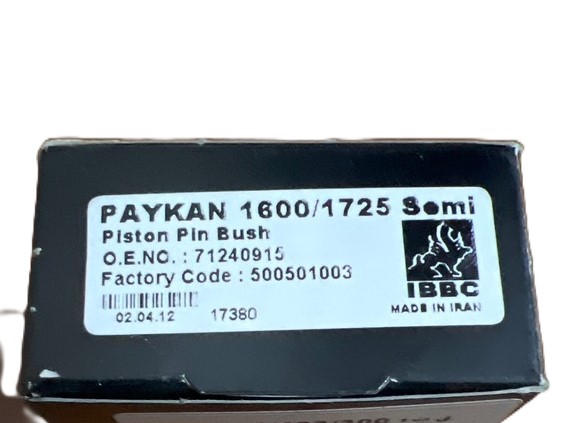 PAYKAN 1600/1725 Semi
Piston Pin Bush
O.E.NO. : 71240915
Factory Code : 500501003
IBBC
02.04.12 17380
MADE IN IRAN